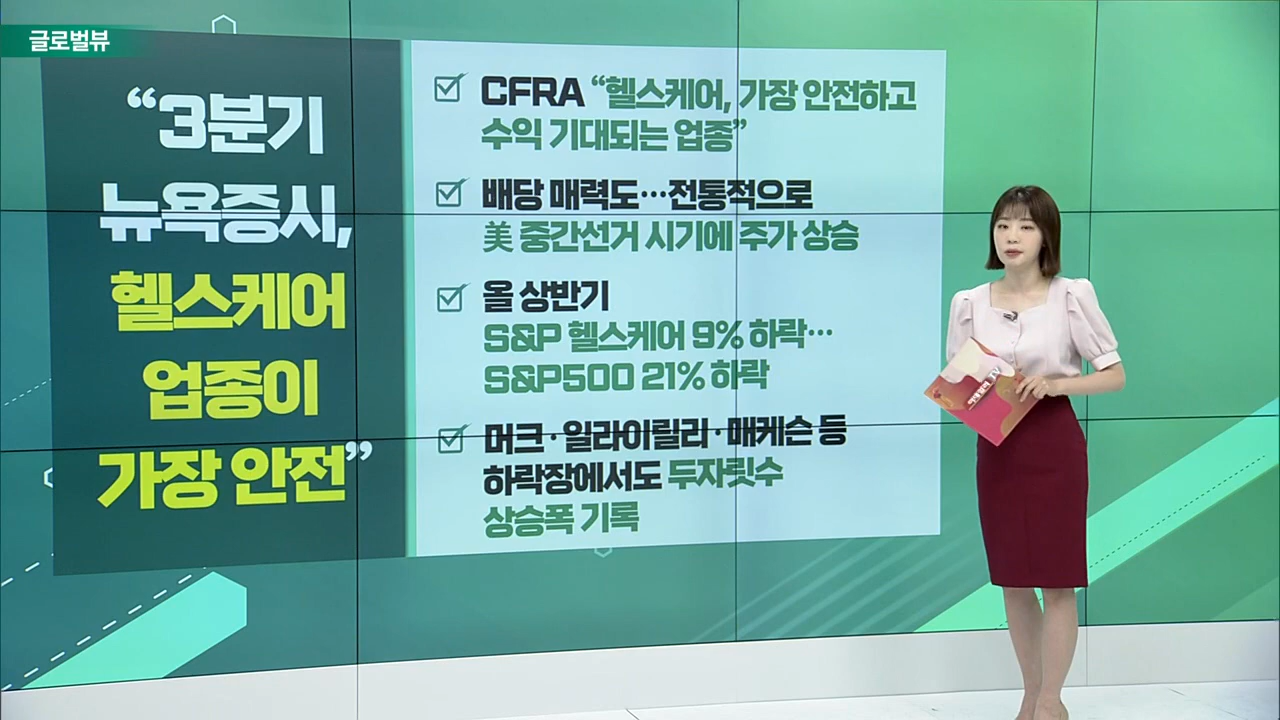 글로벌뷰
“3분기
뉴욕증시,
헬스케어
업종이
가장 안전”
CFRA “헬스케어, 가장 안전하고
수익 기대되는 업종”
배당 매력도…전통적으로
美 중간선거 시기에 주가 상승
올 상반기
S&P 헬스케어 9% 하락…
S&P500 21% 하락
머크·일라이릴리·매케슨 등
하락장에서도 두자릿수
상승폭 기록